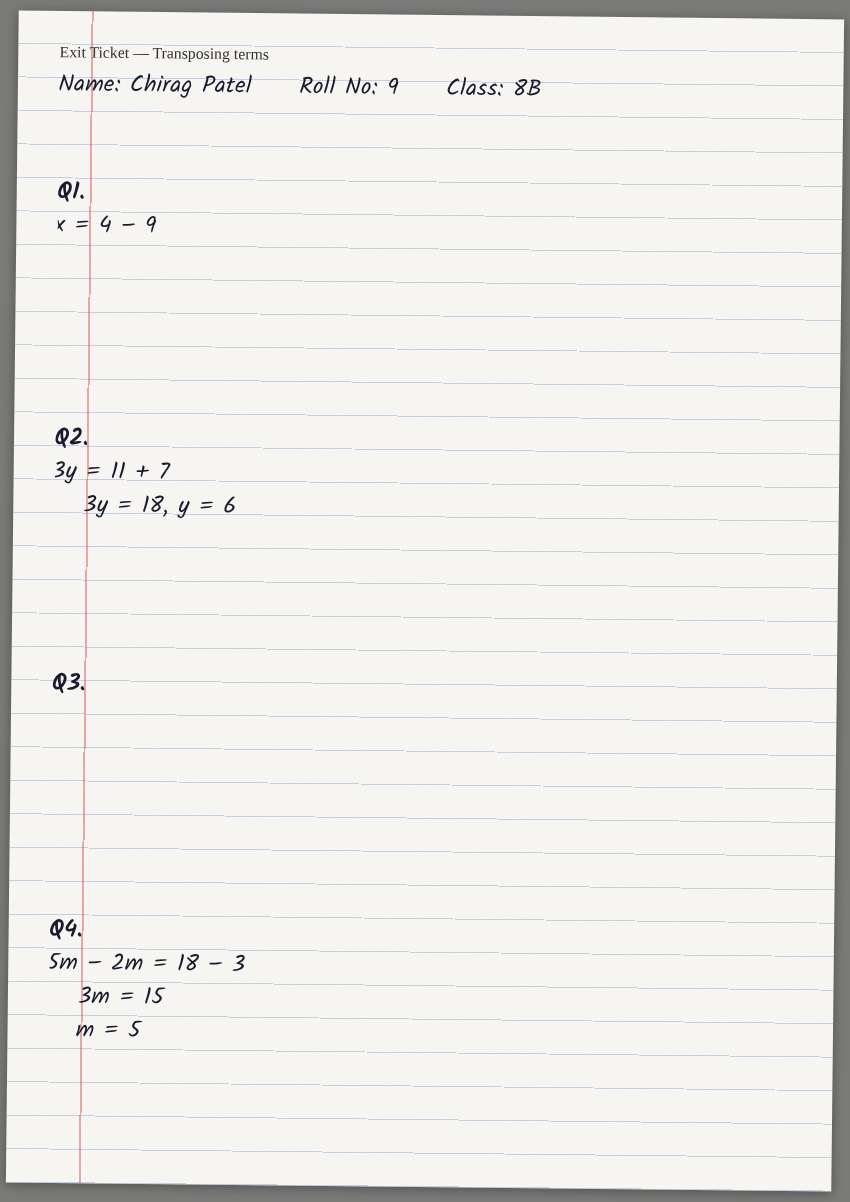 Exit Ticket — Transposing terms
Name: Chirag Patel Roll No: 9 Class: 8B
Q1.
x = 4 – 9
Q2.
3y = 11 + 7
3y = 18, y = 6
Q3.
Q4.
5m – 2m = 18 – 3
3m = 15
m = 5